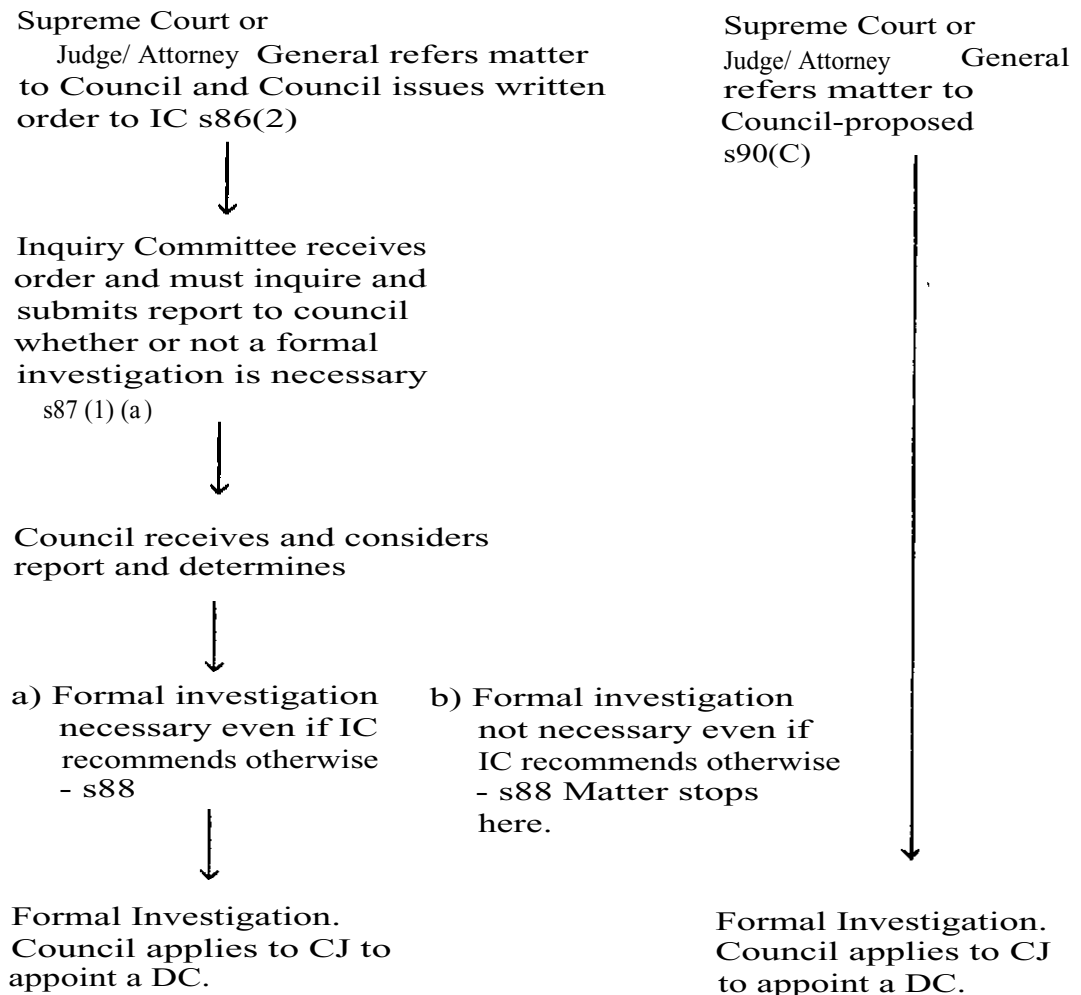 Supreme Court or
Judge/ Attorney General refers matter
to Council and Council issues written
order to IC s86(2)
Inquiry Committee receives
order and must inquire and
submits report to council
whether or not a formal
investigation is necessary
s87 (1) (a)
Council receives and considers
report and determines
a) Formal investigation
necessary even if IC
recommends otherwise
- s88
b) Formal investigation
not necessary even if
IC recommends otherwise
- s88 Matter stops
here.
Formal Investigation.
Council applies to CJ to
appoint a DC.
Supreme Court or
Judge/ Attorney General
refers matter to
Council-proposed
s90(C)
Formal Investigation.
Council applies to CJ
to appoint a DC.